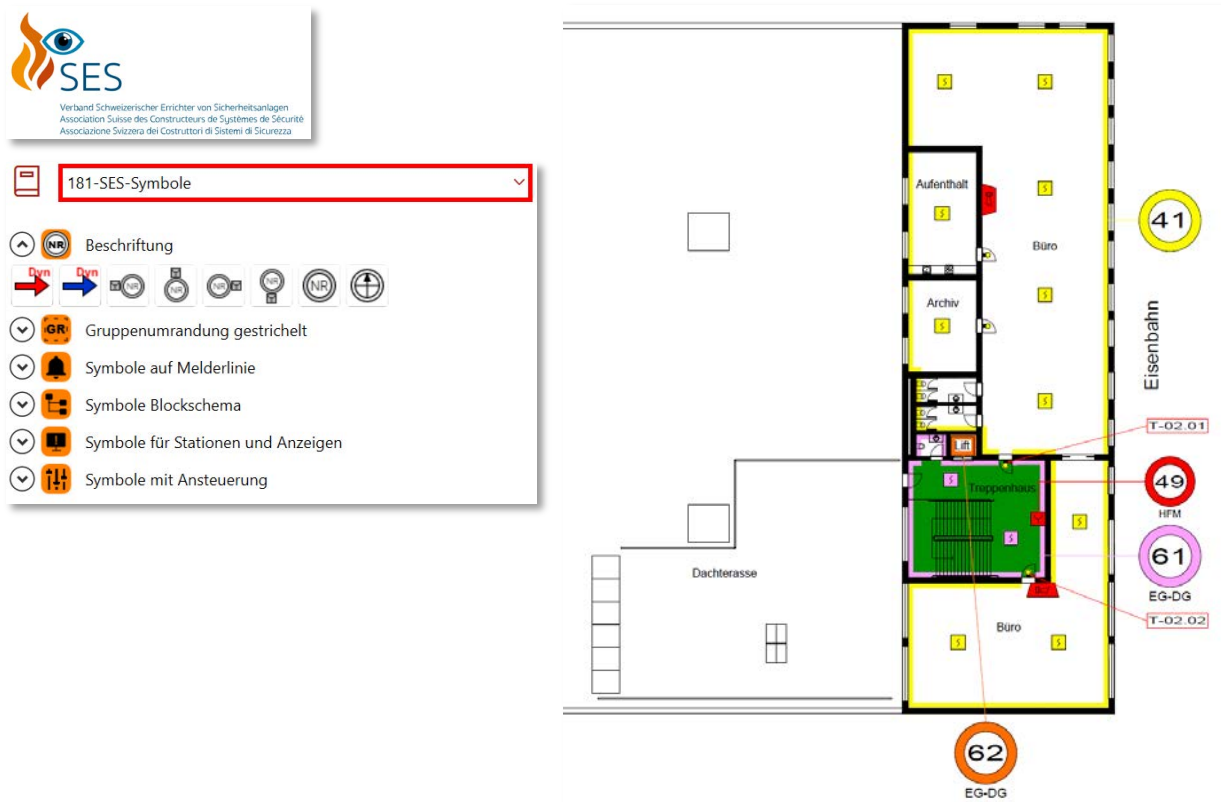 SES
Verband Schweizerischer Errichter von Sicherheitsanlagen
Association Suisse des Constructeurs de Systèmes de Sécurité
Associazione Svizzera dei Costruttori di Sistemi di Sicurezza
181-SES-Symbole
NR
Beschriftung
Dyn
Dyn
NR
NR
NR
NR
NR
GR
Gruppenumrandung gestrichelt
Symbole auf Melderlinie
Symbole Blockschema
Symbole für Stationen und Anzeigen
Symbole mit Ansteuerung
S
S
Aufenthalt
S
S
41
Büro
Archiv
S
S
Eisenbahn
S
T-02.01
Lift
Treppenhaus
S
49
HFM
S
S
61
EG-DG
Dachterasse
T-02.02
Büro
S
S
62
EG-DG